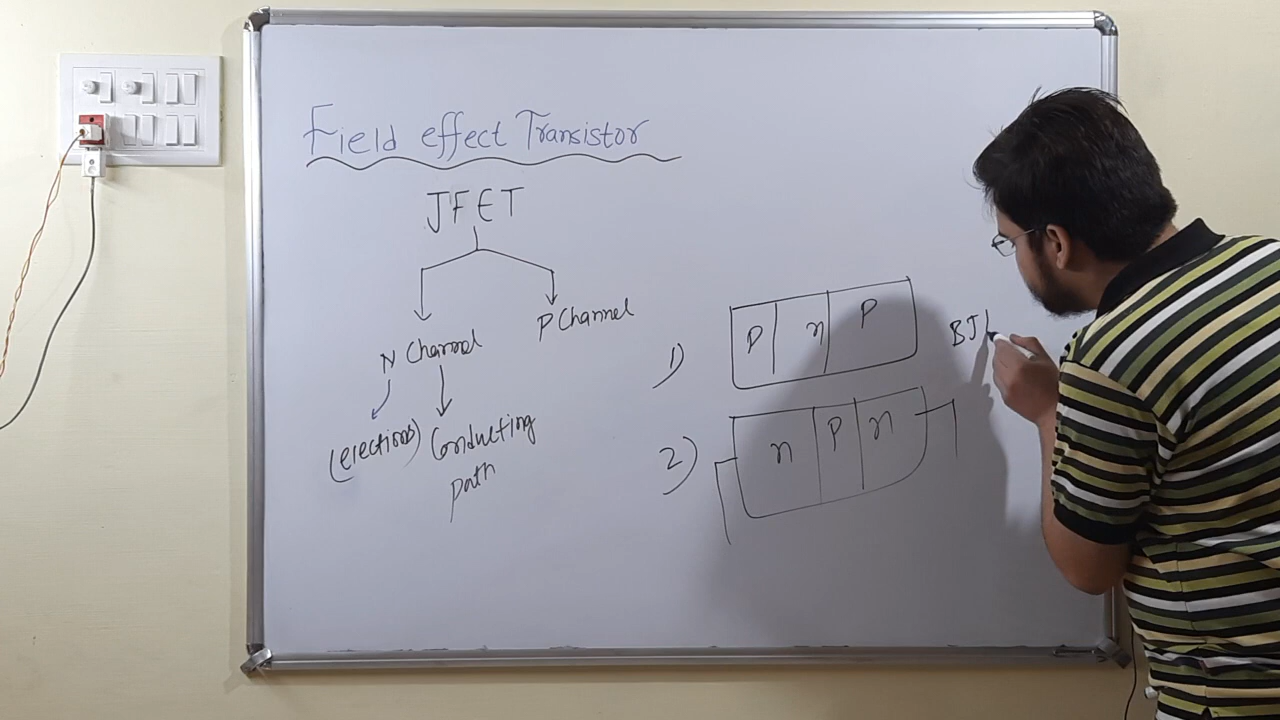 Field effect Transistor
JFET
N Channel
P Channel
(electrons) Conducting
path
1) P n P
BJ
2) n P n